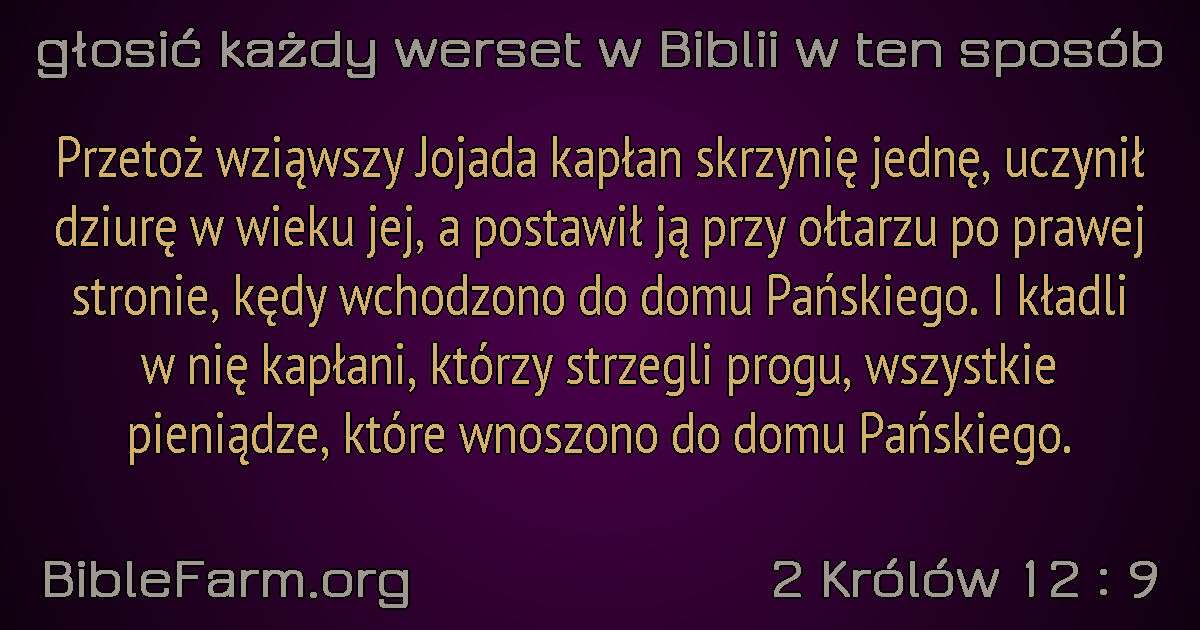 głosić każdy werset w Biblii w ten sposób
Przetoż wziąwszy Jojada kapłan skrzynię jednę, uczynił
dziurę w wieku jej, a postawił ją przy ołtarzu po prawej
stronie, kędy wchodzono do domu Pańskiego. I kładli
w nię kapłani, którzy strzegli progu, wszystkie
pieniądze, które wnoszono do domu Pańskiego.
BibleFarm.org
2 Królów 12 : 9